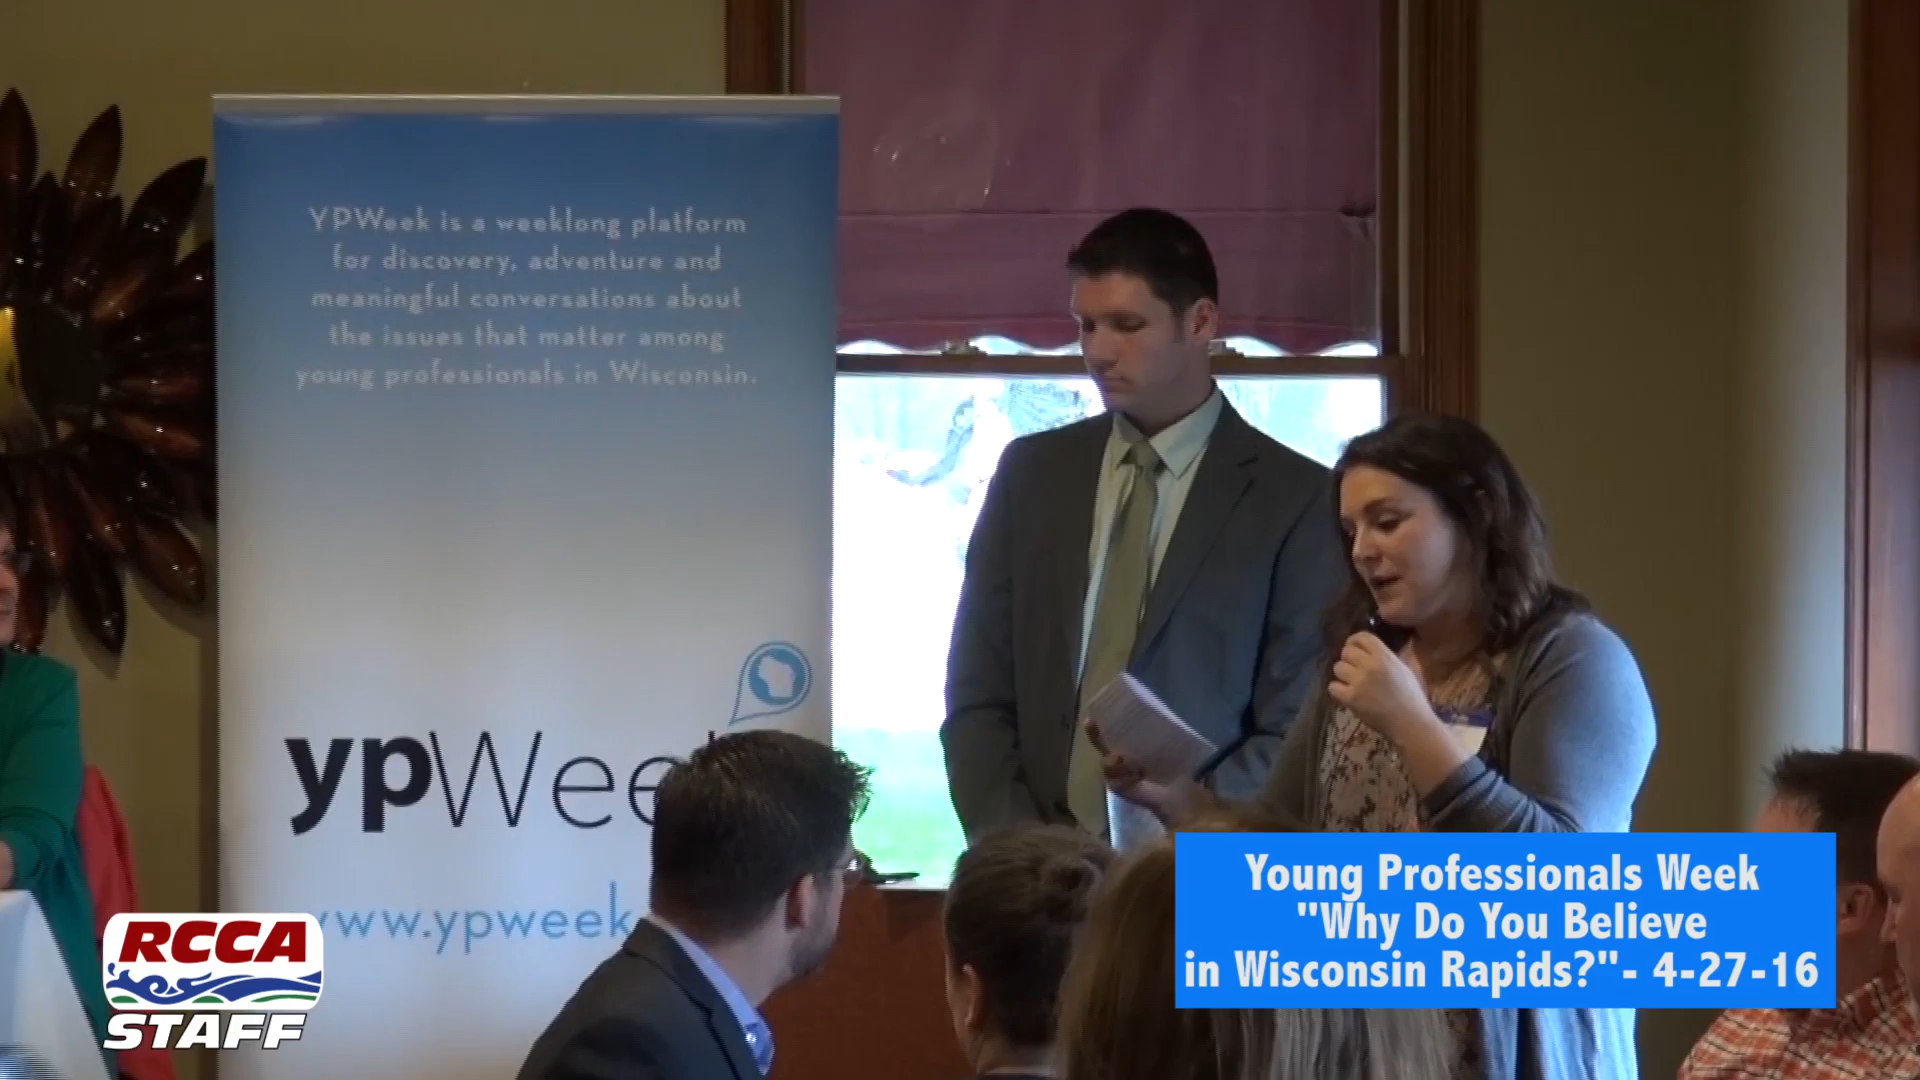 YPWeek is a weeklong platform
for discovery, adventure and
meaningful conversations about
the issues that matter among
young professionals in Wisconsin.
ypWeek
www.ypweek
RCCA
STAFF
Young Professionals Week
"Why Do You Believe
in Wisconsin Rapids?"- 4-27-16